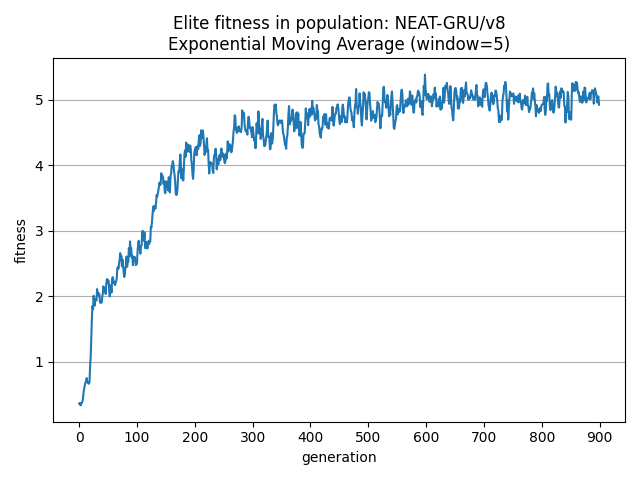 Elite fitness in population: NEAT-GRU/v8
Exponential Moving Average (window=5)
fitness
5
4
3
2
1
0 100 200 300 400 500 600 700 800 900
generation